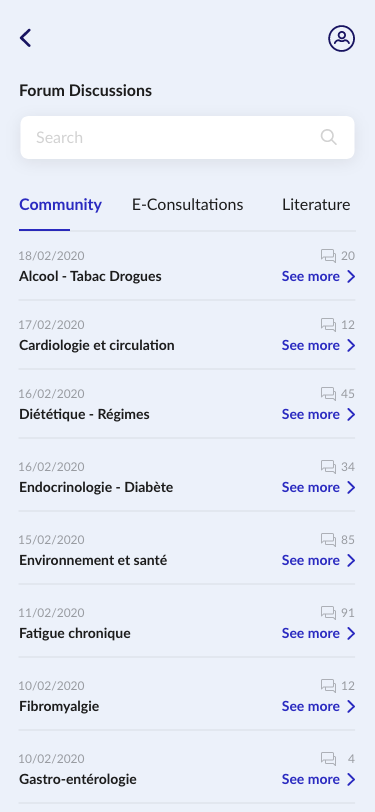 Forum Discussions
Search
Community E-Consultations Literature
18/02/2020 20
Alcool - Tabac Drogues See more
17/02/2020 12
Cardiologie et circulation See more
16/02/2020 45
Diététique - Régimes See more
16/02/2020 34
Endocrinologie - Diabète See more
15/02/2020 85
Environnement et santé See more
11/02/2020 91
Fatigue chronique See more
10/02/2020 12
Fibromyalgie See more
10/02/2020 4
Gastro-entérologie See more